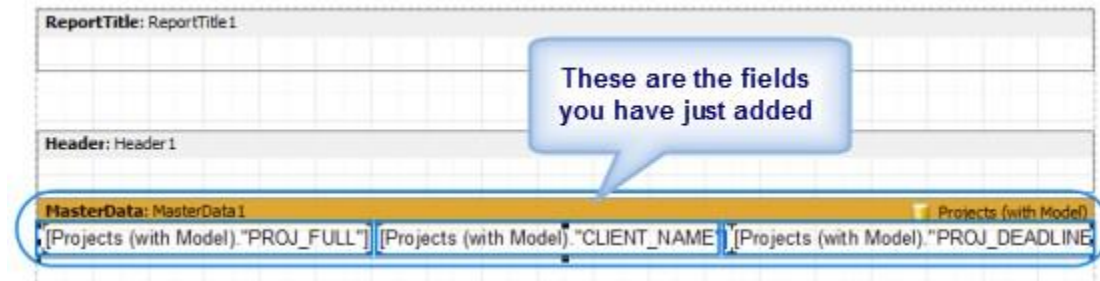 ReportTitle: ReportTitle1
These are the fields
you have just added
Header: Header1
MasterData: MasterData1 Projects (with Model)
[Projects (with Model)."PROJ_FULL"] [Projects (with Model)."CLIENT_NAME"] [Projects (with Model)."PROJ_DEADLINE